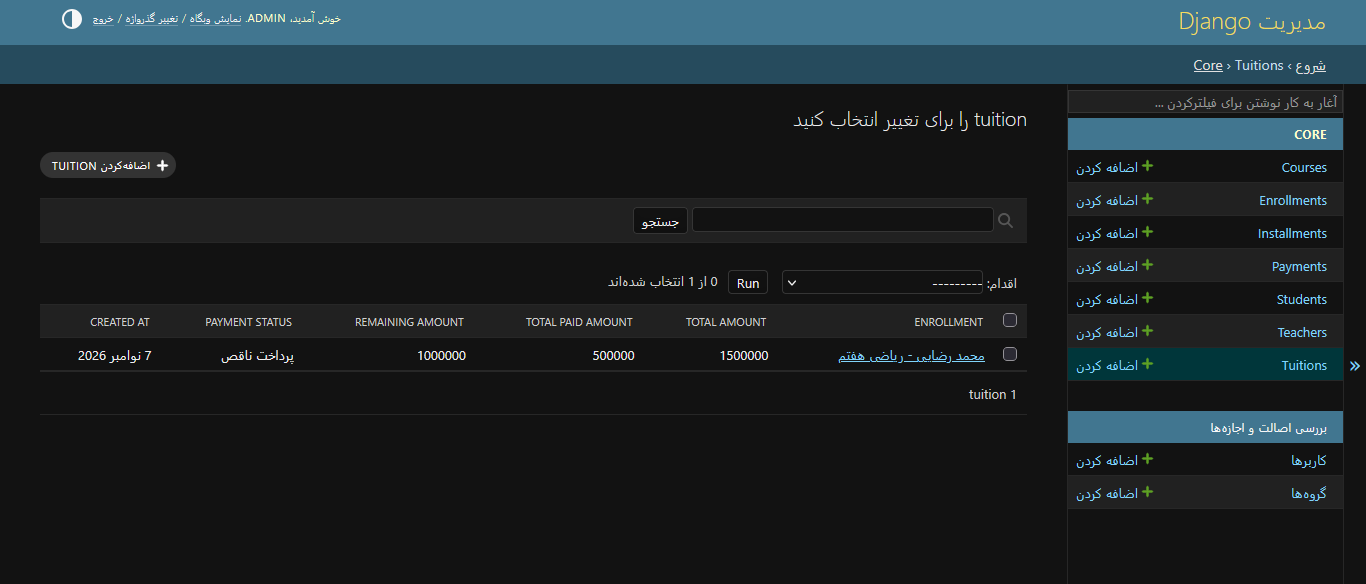 مدیریت Django
خوش آمدید، ADMIN. نمایش وبگاه / تغییر گذرواژه / خروج
شروع › Core › Tuitions
آغار به کار نوشتن برای فیلترکردن ...
CORE
Courses اضافه کردن
Enrollments اضافه کردن
Installments اضافه کردن
Payments اضافه کردن
Students اضافه کردن
Teachers اضافه کردن
Tuitions اضافه کردن
«
بررسی اصالت و اجازه‌ها
کاربرها اضافه کردن
گروه‌ها اضافه کردن
tuition را برای تغییر انتخاب کنید
اضافه‌کردن TUITION
جستجو
اقدام: --------- Run 0 از 1 انتخاب شده‌اند
ENROLLMENT TOTAL AMOUNT TOTAL PAID AMOUNT REMAINING AMOUNT PAYMENT STATUS CREATED AT
محمد رضایی - ریاضی هفتم 1500000 500000 1000000 پرداخت ناقص 7 نوامبر 2026
1 tuition